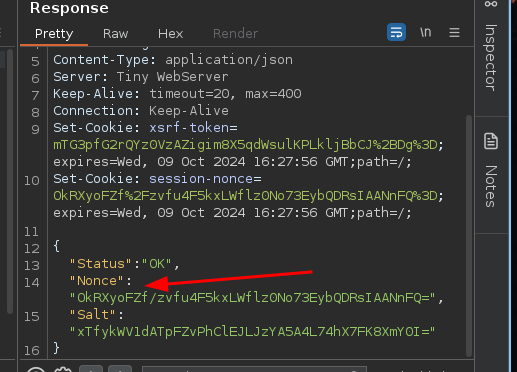 Response
Pretty Raw Hex Render \n
5 Content-Type: application/json
6 Server: Tiny WebServer
7 Keep-Alive: timeout=20, max=400
8 Connection: Keep-Alive
9 Set-Cookie: xsrf-token=
mTG3pfG2rQYzOVzAZigim8X5qdWsulKPLkljBbCJ%2BDg%3D;
expires=Wed, 09 Oct 2024 16:27:56 GMT;path=/;
10 Set-Cookie: session-nonce=
OkRXyoFZf%2Fzvfu4F5kxLWflzONo73EybQDRsIAANnFQ%3D;
expires=Wed, 09 Oct 2024 16:27:56 GMT;path=/;
11
12 {
13 "Status":"OK",
14 "Nonce":
"OkRXyoFZf/zvfu4F5kxLWflzONo73EybQDRsIAANnFQ=",
15 "Salt":
"xTfykWV1dATpFZvPhClEJLJzYA5A4L74hX7FK8XmY0I="
16 }
Inspector
Notes